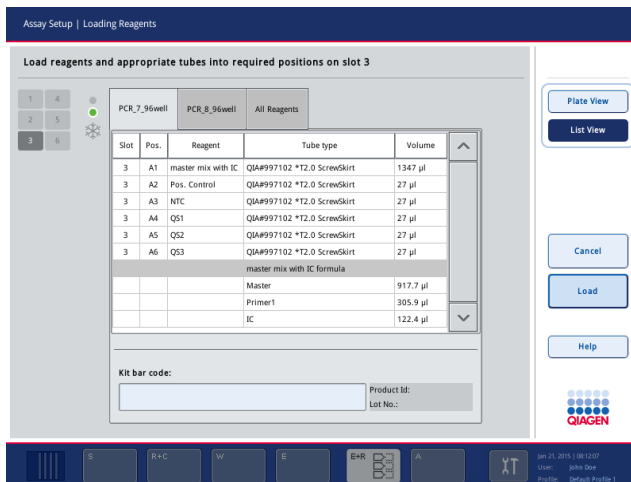 Assay Setup | Loading Reagents
Load reagents and appropriate tubes into required positions on slot 3
1 4
2 5
3 6
PCR_7_96well PCR_8_96well All Reagents
Slot Pos. Reagent Tube type Volume
3 A1 master mix with IC QIA#997102 *T2.0 ScrewSkirt 1347 µl
3 A2 Pos. Control QIA#997102 *T2.0 ScrewSkirt 27 µl
3 A3 NTC QIA#997102 *T2.0 ScrewSkirt 27 µl
3 A4 QS1 QIA#997102 *T2.0 ScrewSkirt 27 µl
3 A5 QS2 QIA#997102 *T2.0 ScrewSkirt 27 µl
3 A6 QS3 QIA#997102 *T2.0 ScrewSkirt 27 µl
master mix with IC formula
Master 917.7 µl
Primer1 305.9 µl
IC 122.4 µl
Kit bar code:
Product Id:
Lot No.:
Plate View
List View
Cancel
Load
Help
QIAGEN
S R+C W E E+R A
Jan 21, 2015 | 08:12:07
User: John Doe
Profile: Default Profile 1